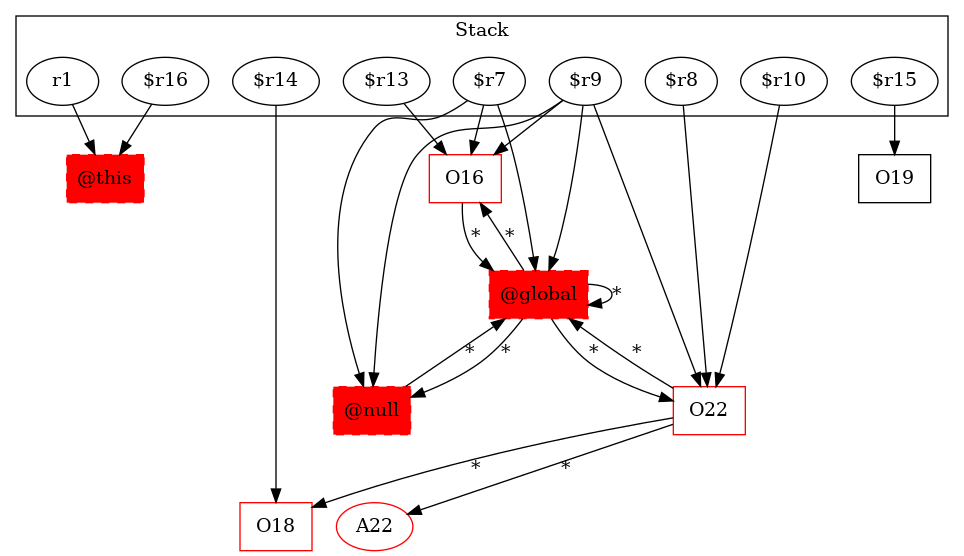 Stack
r1
$r16
$r14
$r13
$r7
$r9
$r8
$r10
$r15
@this
O16
O19
*
*
@global
*
*
*
*
*
@null
O22
*
*
O18
A22